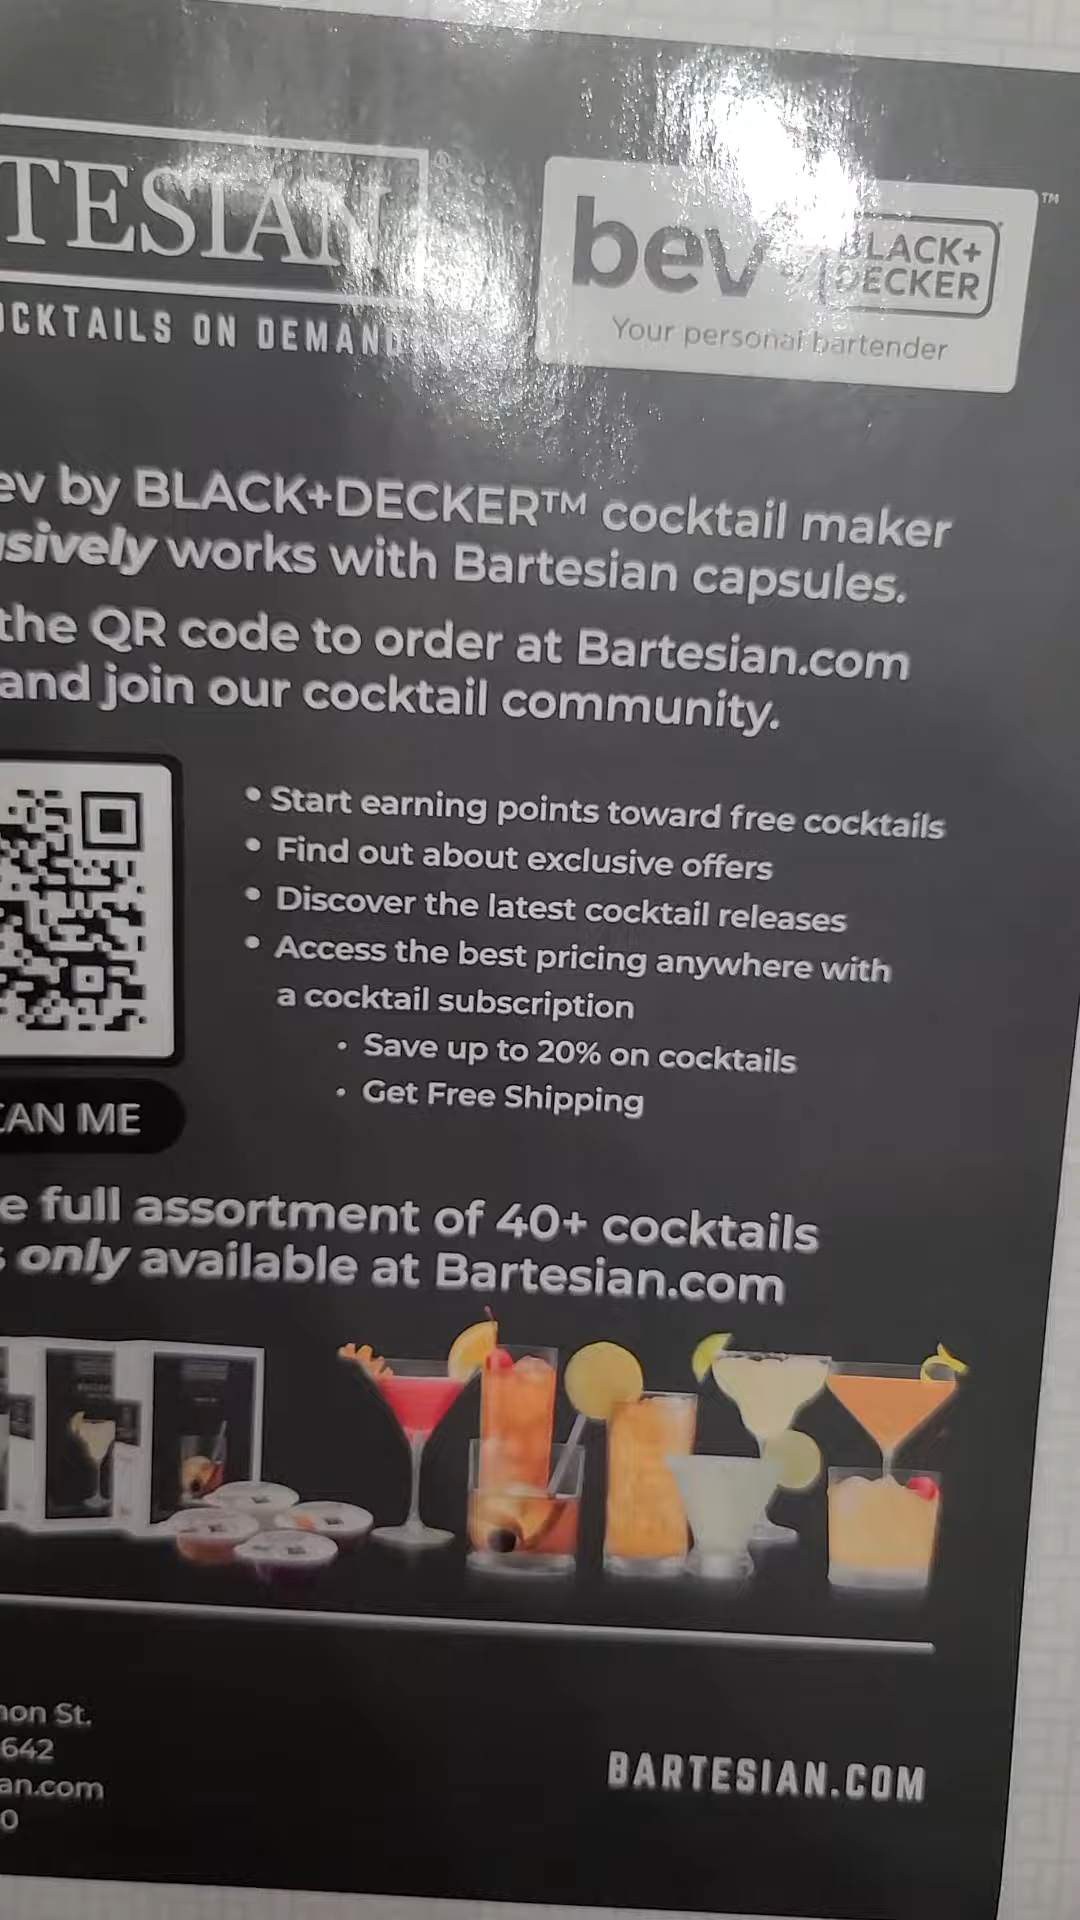 TESIAN
®
OCKTAILS ON DEMAND
bev
BLACK+
DECKER
™
Your personal bartender
ev by BLACK+DECKER™ cocktail maker
usively works with Bartesian capsules.
the QR code to order at Bartesian.com
and join our cocktail community.
• Start earning points toward free cocktails
• Find out about exclusive offers
• Discover the latest cocktail releases
• Access the best pricing anywhere with
a cocktail subscription
• Save up to 20% on cocktails
• Get Free Shipping
CAN ME
e full assortment of 40+ cocktails
s only available at Bartesian.com
non St.
642
an.com
0
BARTESIAN.COM